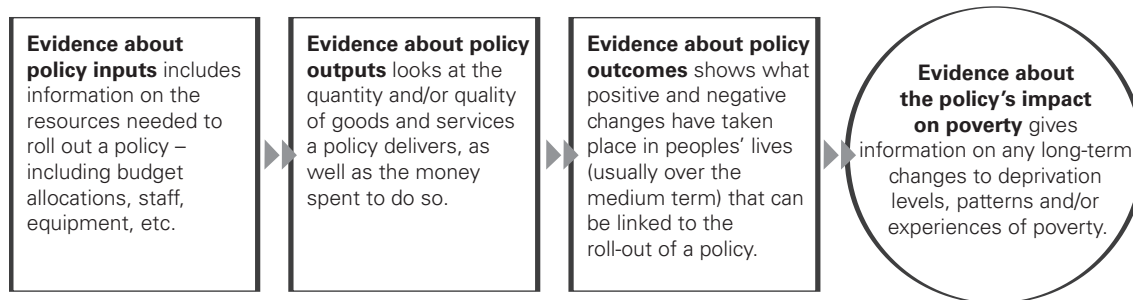 Evidence about
policy inputs includes
information on the
resources needed to
roll out a policy –
including budget
allocations, staff,
equipment, etc.
Evidence about policy
outputs looks at the
quantity and/or quality
of goods and services
a policy delivers, as
well as the money
spent to do so.
Evidence about policy
outcomes shows what
positive and negative
changes have taken
place in peoples’ lives
(usually over the
medium term) that can
be linked to the
roll-out of a policy.
Evidence about
the policy’s impact
on poverty gives
information on any long-term
changes to deprivation
levels, patterns and/or
experiences of poverty.